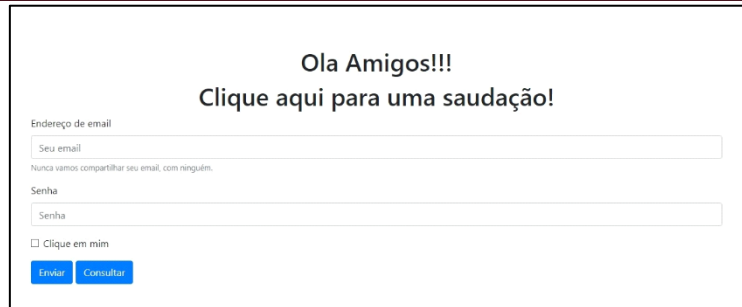 Ola Amigos!!!
Clique aqui para uma saudação!
Endereço de email
Seu email
Nunca vamos compartilhar seu email, com ninguém.
Senha
Senha
Clique em mim
Enviar Consultar